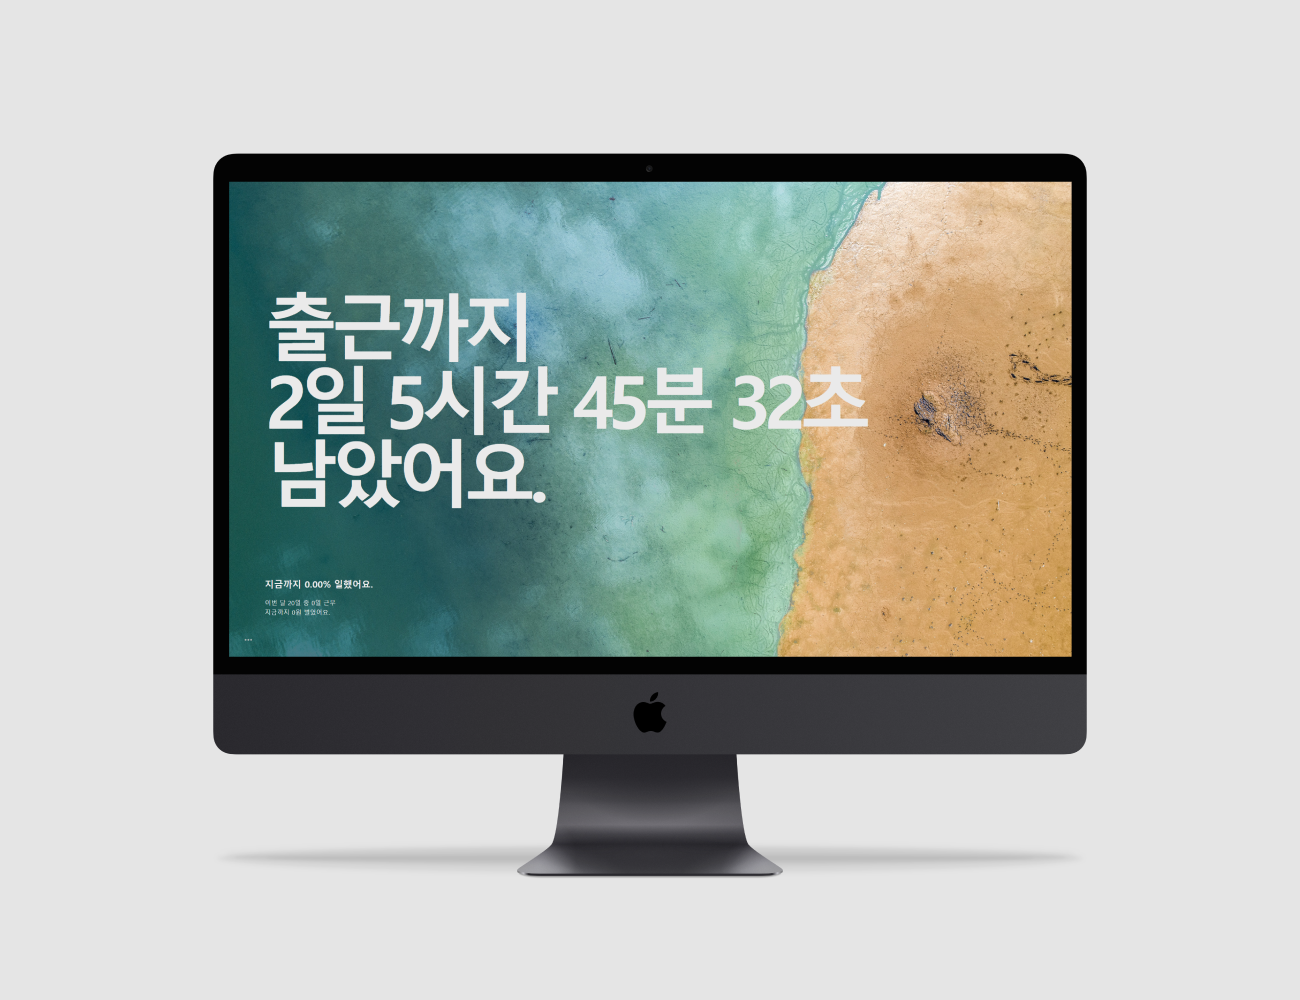 출근까지
2일 5시간 45분 32초
남았어요.
지금까지 0.00% 일했어요.
이번 달 20일 중 0일 근무
지금까지 0원 벌었어요.